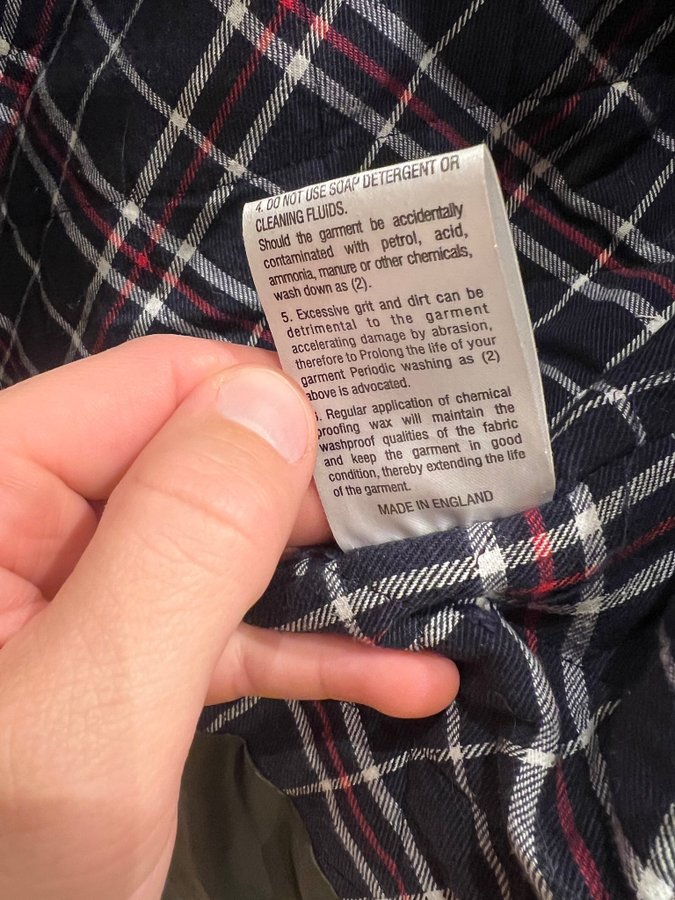 4. DO NOT USE SOAP DETERGENT OR
CLEANING FLUIDS.
Should the garment be accidentally
contaminated with petrol, acid,
ammonia, manure or other chemicals,
wash down as (2).
5. Excessive grit and dirt can be
detrimental to the garment
accelerating damage by abrasion,
therefore to Prolong the life of your
garment Periodic washing as (2)
above is advocated.
. Regular application of chemical
proofing wax will maintain the
washproof qualities of the fabric
and keep the garment in good
condition, thereby extending the life
of the garment.
MADE IN ENGLAND